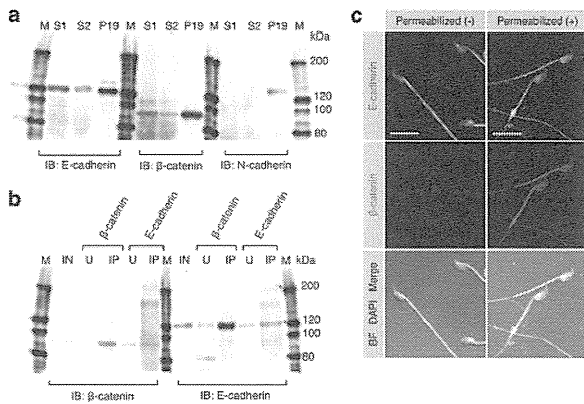 a
M S1 S2 P19 M S1 S2 P19 M S1 S2 P19 M kDa
200
120
100
80
IB: E-cadherin IB: β-catenin IB: N-cadherin
b
β-catenin E-cadherin β-catenin E-cadherin
M IN U IP U IP M IN U IP U IP M kDa
200
120
100
80
IB: β-catenin IB: E-cadherin
c
Permeabilized (-) Permeabilized (+)
E-cadherin
β-catenin
BF DAPI Merge